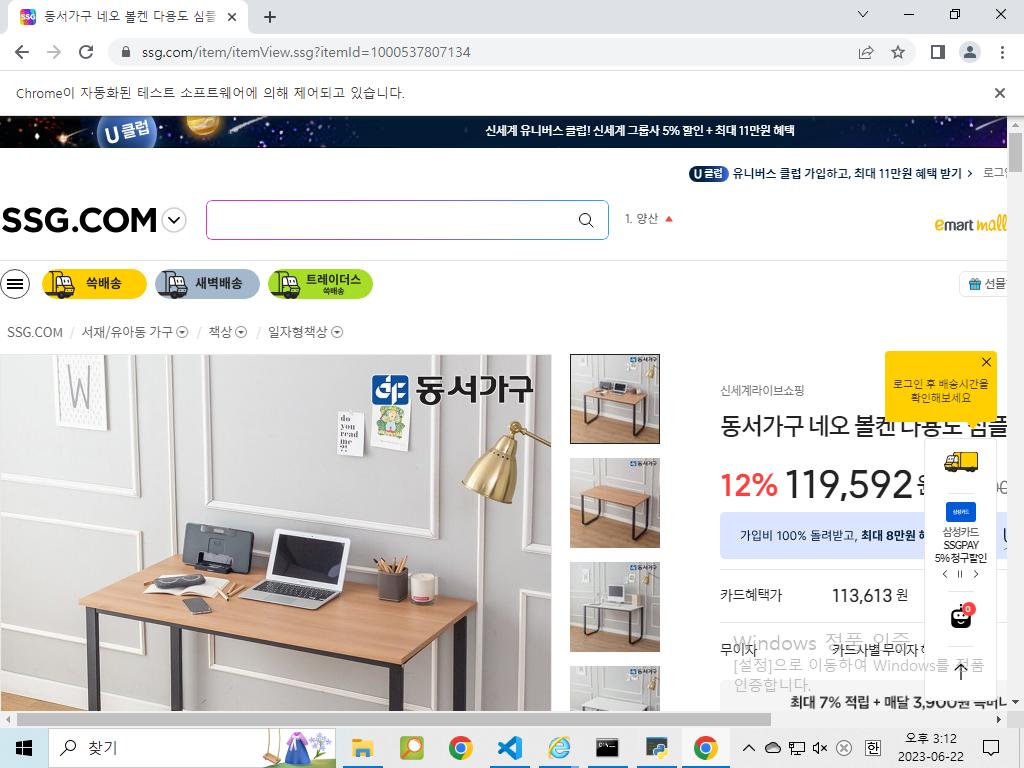 동서가구 네오 볼켄 다용도 심플
ssg.com/item/itemView.ssg?itemId=1000537807134
Chrome이 자동화된 테스트 소프트웨어에 의해 제어되고 있습니다.
U클럽
신세계 유니버스 클럽! 신세계 그룹사 5% 할인 + 최대 11만원 혜택
U클럽 유니버스 클럽 가입하고, 최대 11만원 혜택 받기
SSG.COM
1. 양산
emart mall
쓱배송
새벽배송
트레이더스
쓱배송
선물
SSG.COM / 서재/유아동 가구 / 책상 / 일자형책상
동서가구
W
do
you
read
me
?!
로그인 후 배송시간을
확인해보세요
신세계라이브쇼핑
동서가구 네오 볼켄 다용도 심플
12% 119,592
가입비 100% 돌려받고, 최대 8만원
삼성카드
삼성카드
SSGPAY
5% 청구할인
카드혜택가 113,613 원
0
무이자 카드사별 무이자
Windows 정품 인증
[설정]으로 이동하여 Windows를 정품
인증합니다.
최대 7% 적립 + 매달 3,900원
찾기
오후 3:12
2023-06-22
한